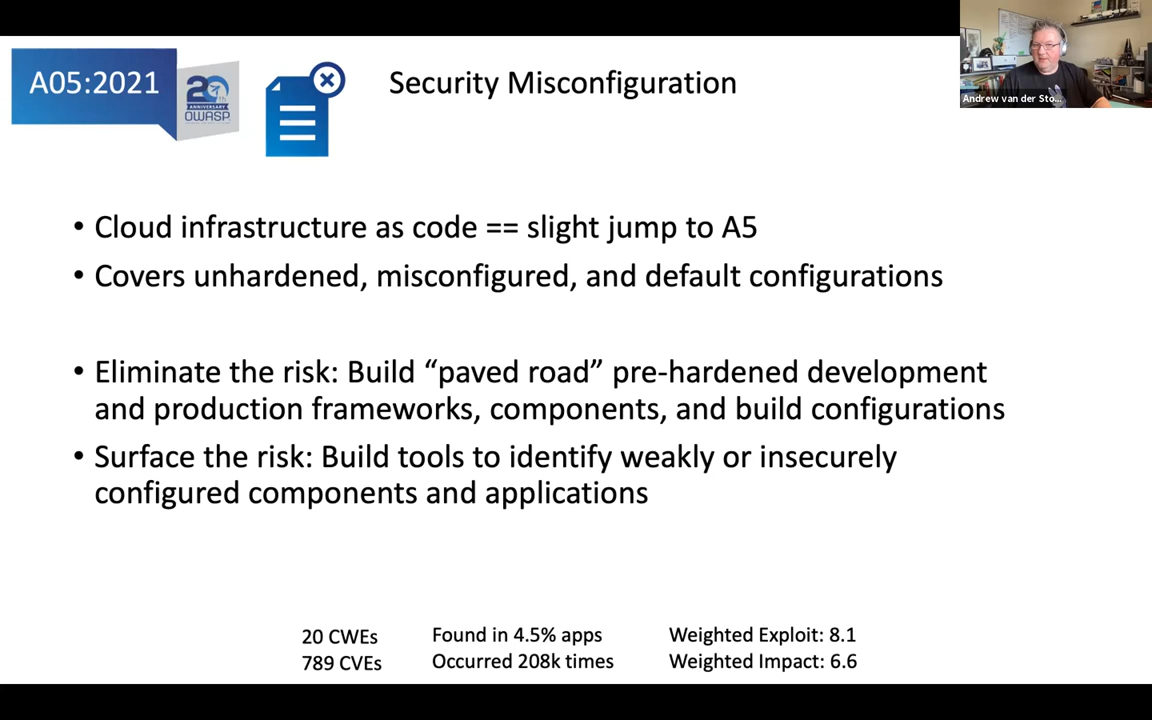 A05:2021
20th
ANNIVERSARY
OWASP
Security Misconfiguration
Andrew van der Sto...
• Cloud infrastructure as code == slight jump to A5
• Covers unhardened, misconfigured, and default configurations
• Eliminate the risk: Build “paved road” pre-hardened development
and production frameworks, components, and build configurations
• Surface the risk: Build tools to identify weakly or insecurely
configured components and applications
20 CWEs
789 CVEs
Found in 4.5% apps
Occurred 208k times
Weighted Exploit: 8.1
Weighted Impact: 6.6